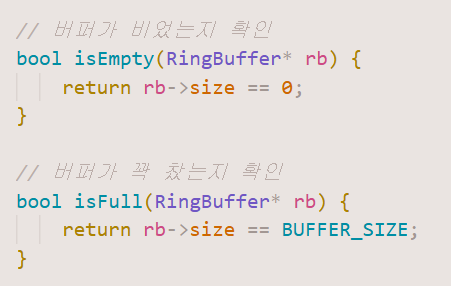 // 버퍼가 비었는지 확인
bool isEmpty(RingBuffer* rb) {
    return rb->size == 0;
}

// 버퍼가 꽉 찼는지 확인
bool isFull(RingBuffer* rb) {
    return rb->size == BUFFER_SIZE;
}